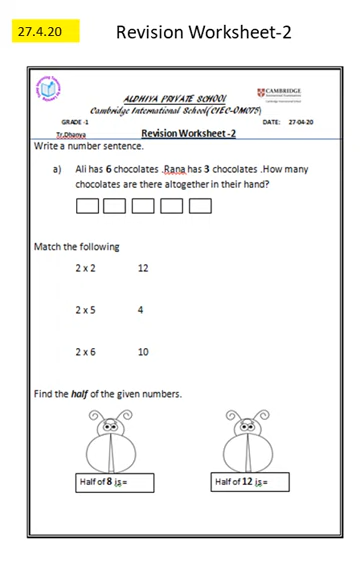 27.4.20
Revision Worksheet-2
ALDHIYA PRIVATE SCHOOL
CAMBRIDGE
Cambridge International School(CIEC-OM075)
GRADE -1
DATE: 27-04-20
Tr.Dhanya
Revision Worksheet -2
Write a number sentence.
a) Ali has 6 chocolates .Rana has 3 chocolates .How many
chocolates are there altogether in their hand?
Match the following
2 x 2 12
2 x 5 4
2 x 6 10
Find the half of the given numbers.
Half of 8 is =
Half of 12 is =